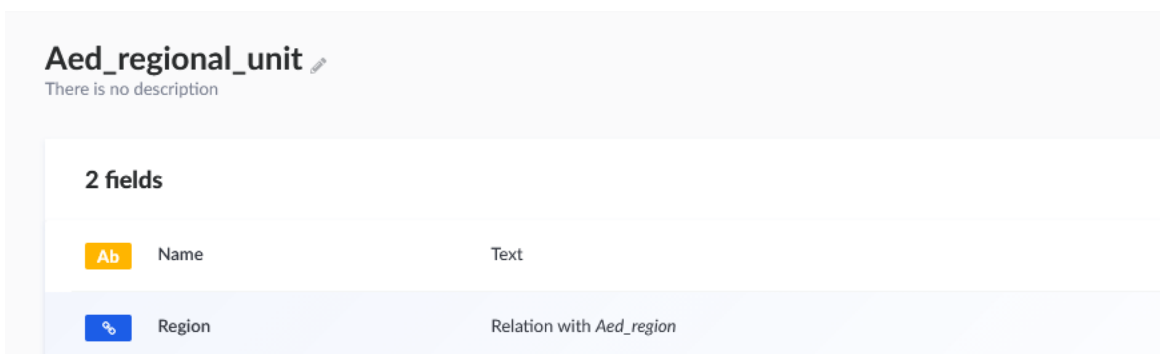 Aed_regional_unit
There is no description
2 fields
Ab Name Text
Region Relation with Aed_region